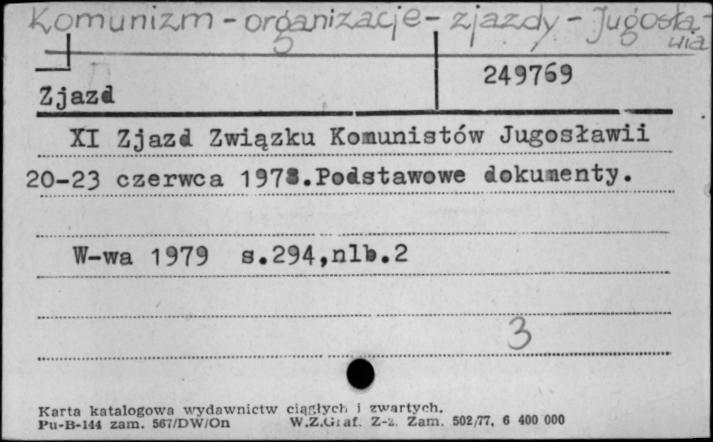 Komunizm - organizacje - zjazdy - Jugosła-
wia
249769
Zjazd
XI Zjazd Związku Komunistów Jugosławii
20-23 czerwca 1978.Podstawowe dokumenty.
W-wa 1979 s.294,nlb.2
3
Karta katalogowa wydawnictw ciągłych i zwartych.
Pu-B-144 zam. 567/DW/On W.Z.Graf. Z-z. Zam. 502/77, 6 400 000